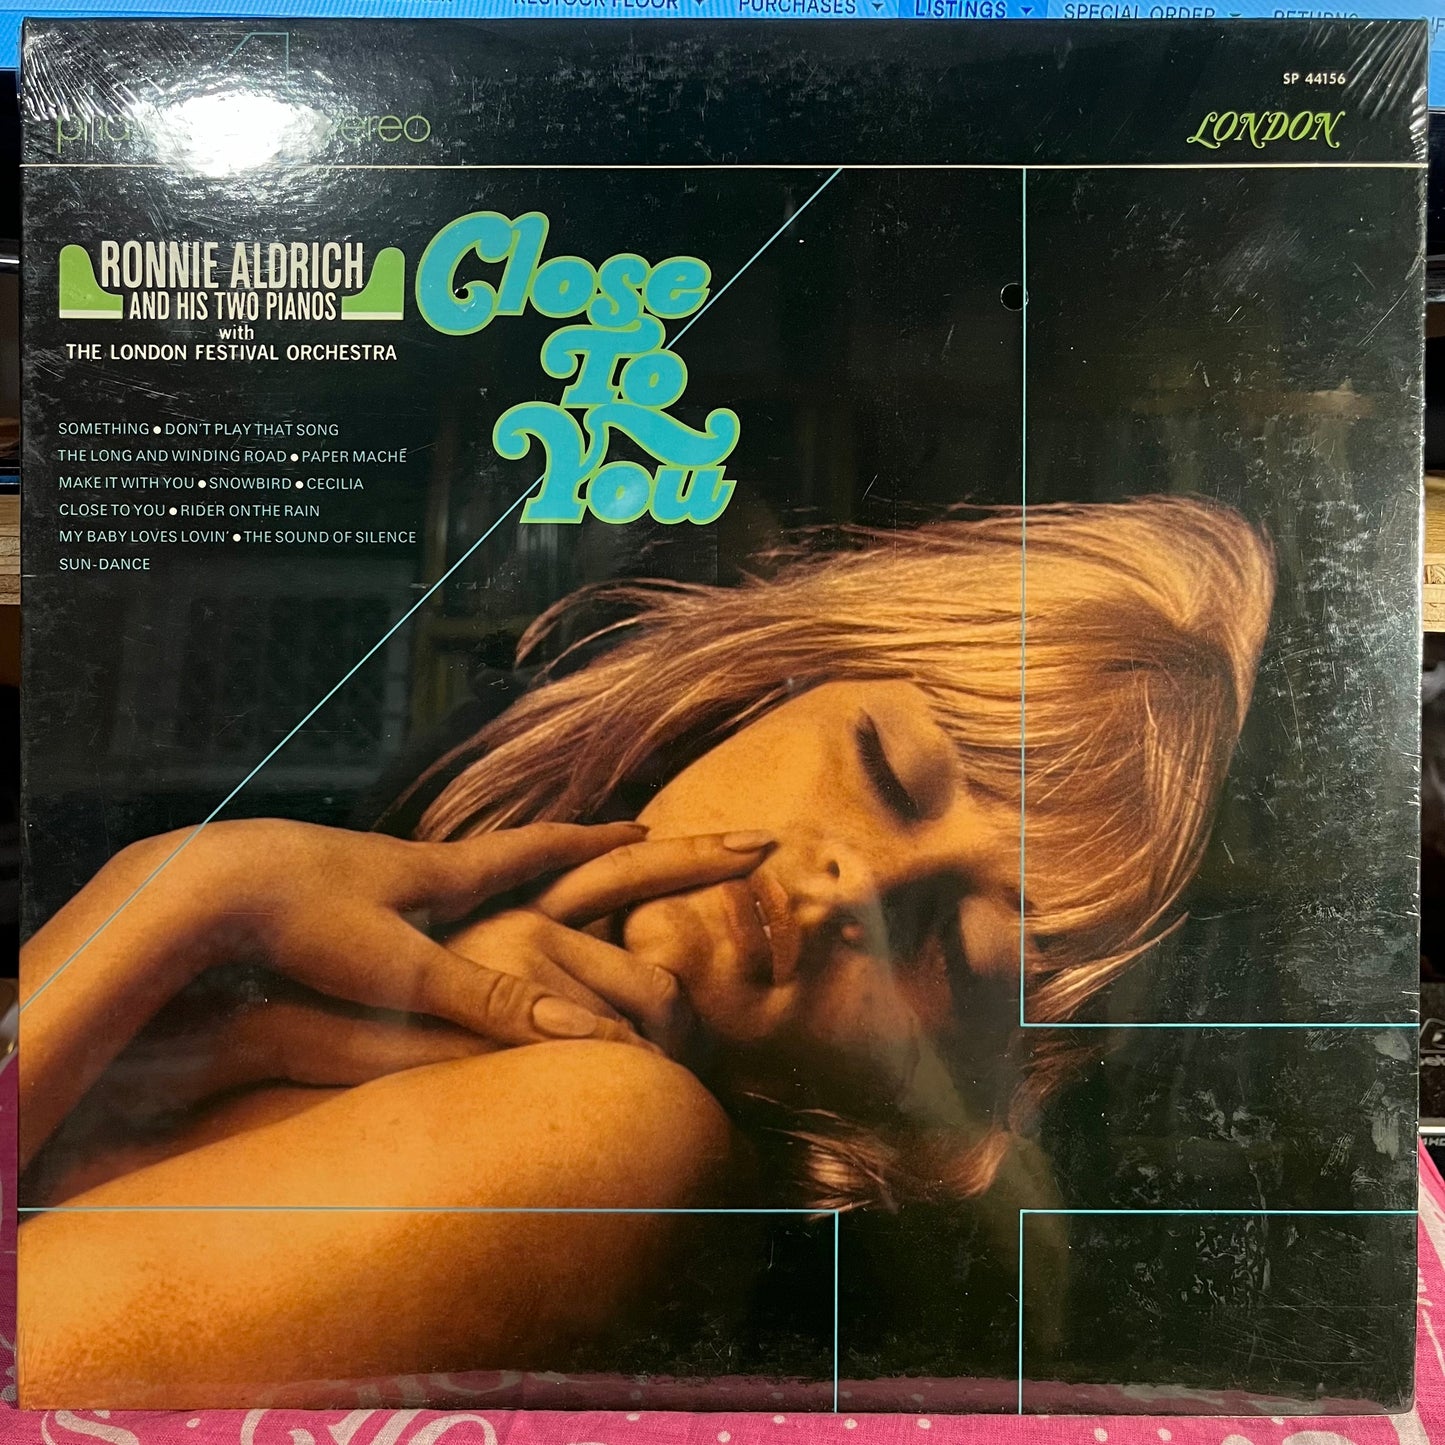 RESTOCK FLOOR PURCHASES LISTINGS SPECIAL ORDER RETURNS
SP 44156
LONDON
RONNIE ALDRICH
AND HIS TWO PIANOS
with
THE LONDON FESTIVAL ORCHESTRA
Close
To
You
SOMETHING ● DON'T PLAY THAT SONG
THE LONG AND WINDING ROAD ● PAPER MACHÉ
MAKE IT WITH YOU ● SNOWBIRD ● CECILIA
CLOSE TO YOU ● RIDER ON THE RAIN
MY BABY LOVES LOVIN' ● THE SOUND OF SILENCE
SUN-DANCE